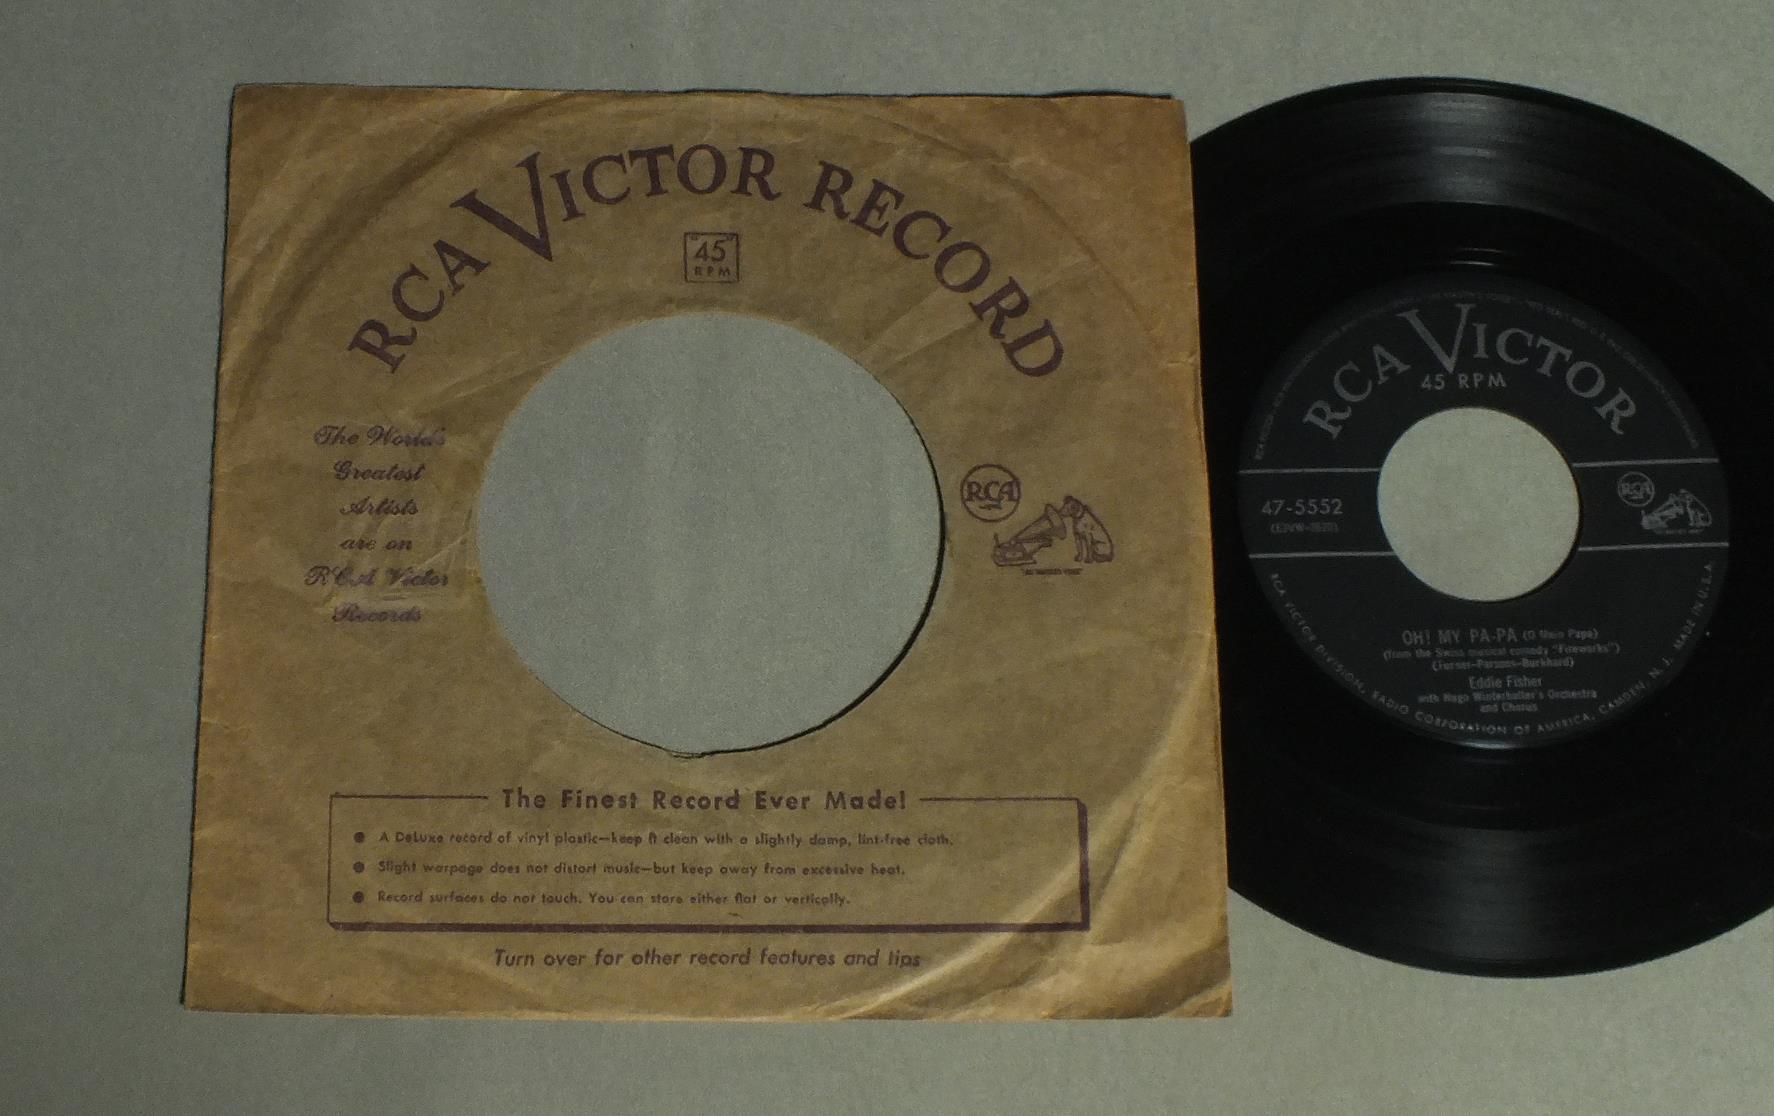 RCA VICTOR RECORD
"45"
RPM
The World's
Greatest
Artists
are on
RCA Victor
Records
RCA
"HIS MASTER'S VOICE"
The Finest Record Ever Made!
● A DeLuxe record of vinyl plastic—keep it clean with a slightly damp, lint-free cloth.
● Slight warpage does not distort music—but keep away from excessive heat.
● Record surfaces do not touch. You can store either flat or vertically.
Turn over for other record features and tips
RCA VICTOR
45 RPM
47-5552
RCA
OH! MY PA-PA (O Mein Papa)
(from the Swiss musical comedy "Fireworks")
(Turner-Parsons-Burkhard)
Eddie Fisher
with Hugo Winterhalter's Orchestra
and Chorus
RCA VICTOR DIVISION, RADIO CORPORATION OF AMERICA, CAMDEN, N. J. MADE IN U.S.A.